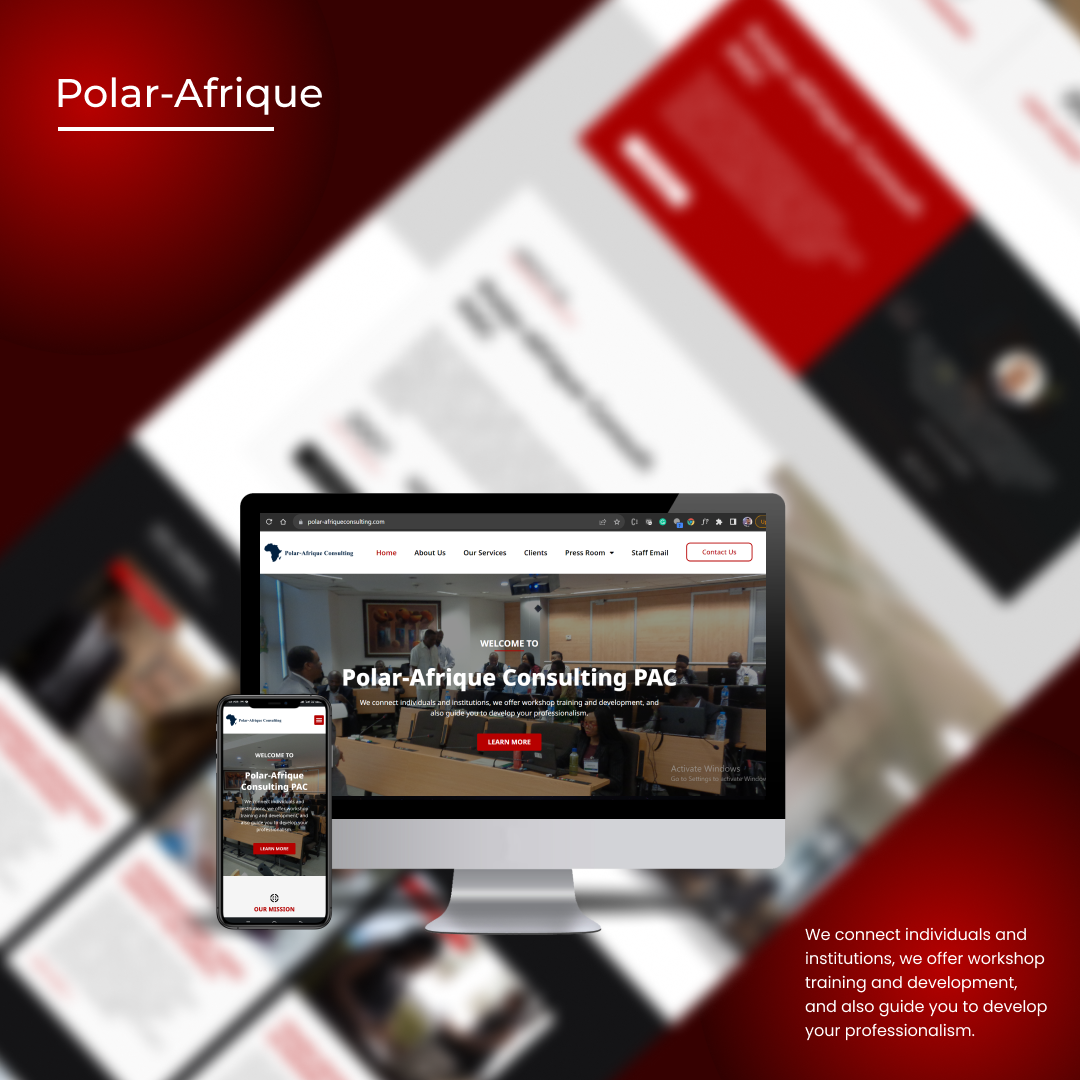 Polar-Afrique
polar-afriqueconsulting.com
Polar-Afrique Consulting
Home
About Us
Our Services
Clients
Press Room
Staff Email
Contact Us
WELCOME TO
Polar-Afrique Consulting PAC
We connect individuals and institutions, we offer workshop training and development, and
also guide you to develop your professionalism.
LEARN MORE
Activate Windows
Go to Settings to activate Window
Polar-Afrique Consulting
WELCOME TO
Polar-Afrique
Consulting PAC
We connect individuals and
institutions, we offer workshop
training and development, and
also guide you to develop your
professionalism.
LEARN MORE
OUR MISSION
We connect individuals and
institutions, we offer workshop
training and development,
and also guide you to develop
your professionalism.